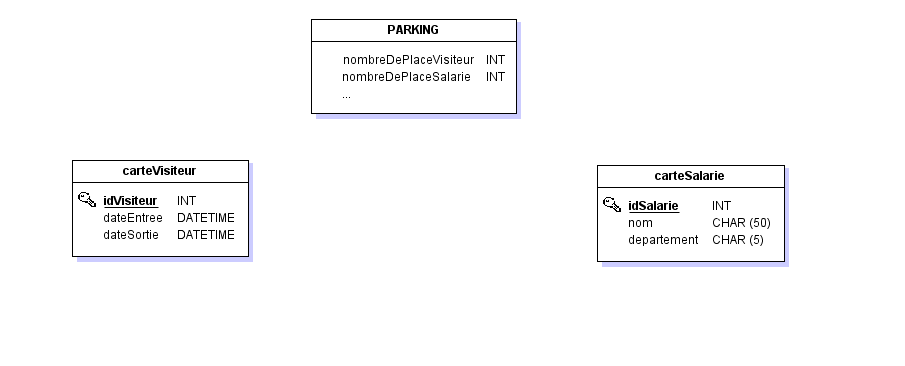 PARKING
nombreDePlaceVisiteur INT
nombreDePlaceSalarie INT
...
carteVisiteur
idVisiteur INT
dateEntree DATETIME
dateSortie DATETIME
carteSalarie
idSalarie INT
nom CHAR (50)
departement CHAR (5)